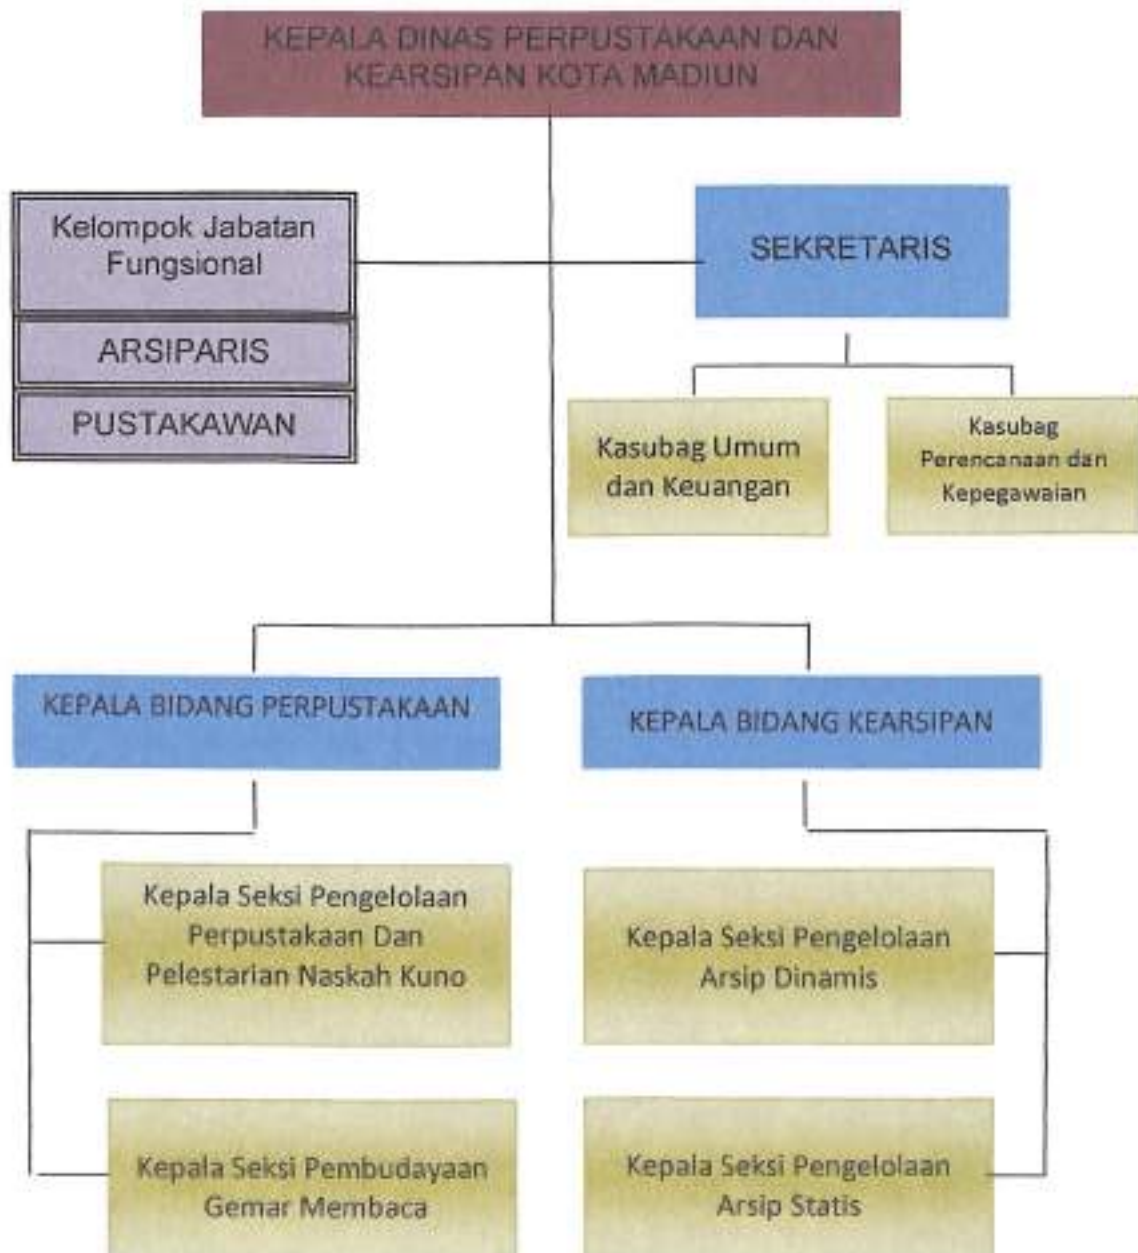 KEPALA DINAS PERPUSTAKAAN DAN
KEARSIPAN KOTA MADIUN
Kelompok Jabatan
Fungsional
ARSIPARIS
PUSTAKAWAN
SEKRETARIS
Kasubag Umum
dan Keuangan
Kasubag
Perencanaan dan
Kepegawaian
KEPALA BIDANG PERPUSTAKAAN
KEPALA BIDANG KEARSIPAN
Kepala Seksi Pengelolaan
Perpustakaan Dan
Pelestarian Naskah Kuno
Kepala Seksi Pengelolaan
Arsip Dinamis
Kepala Seksi Pembudayaan
Gemar Membaca
Kepala Seksi Pengelolaan
Arsip Statis